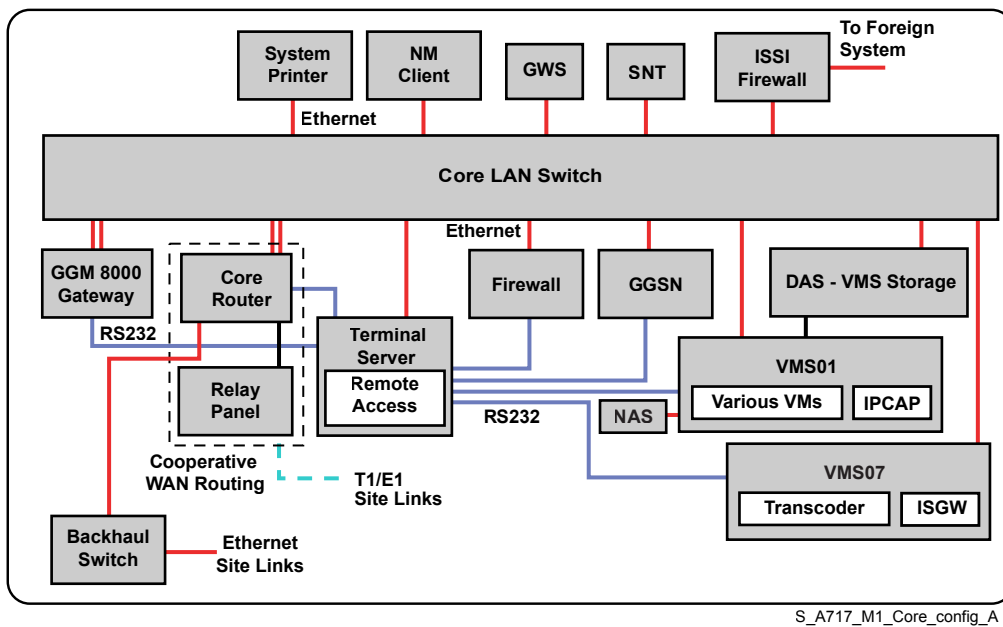 To Foreign
System
System
Printer
NM
Client
GWS
SNT
ISSI
Firewall
Ethernet
Core LAN Switch
Ethernet
GGM 8000
Gateway
Core
Router
Firewall
GGSN
DAS - VMS Storage
RS232
Terminal
Server
Remote
Access
VMS01
Various VMs
IPCAP
Relay
Panel
RS232
NAS
Cooperative
WAN Routing
T1/E1
Site Links
VMS07
Transcoder
ISGW
Backhaul
Switch
Ethernet
Site Links
S_A717_M1_Core_config_A